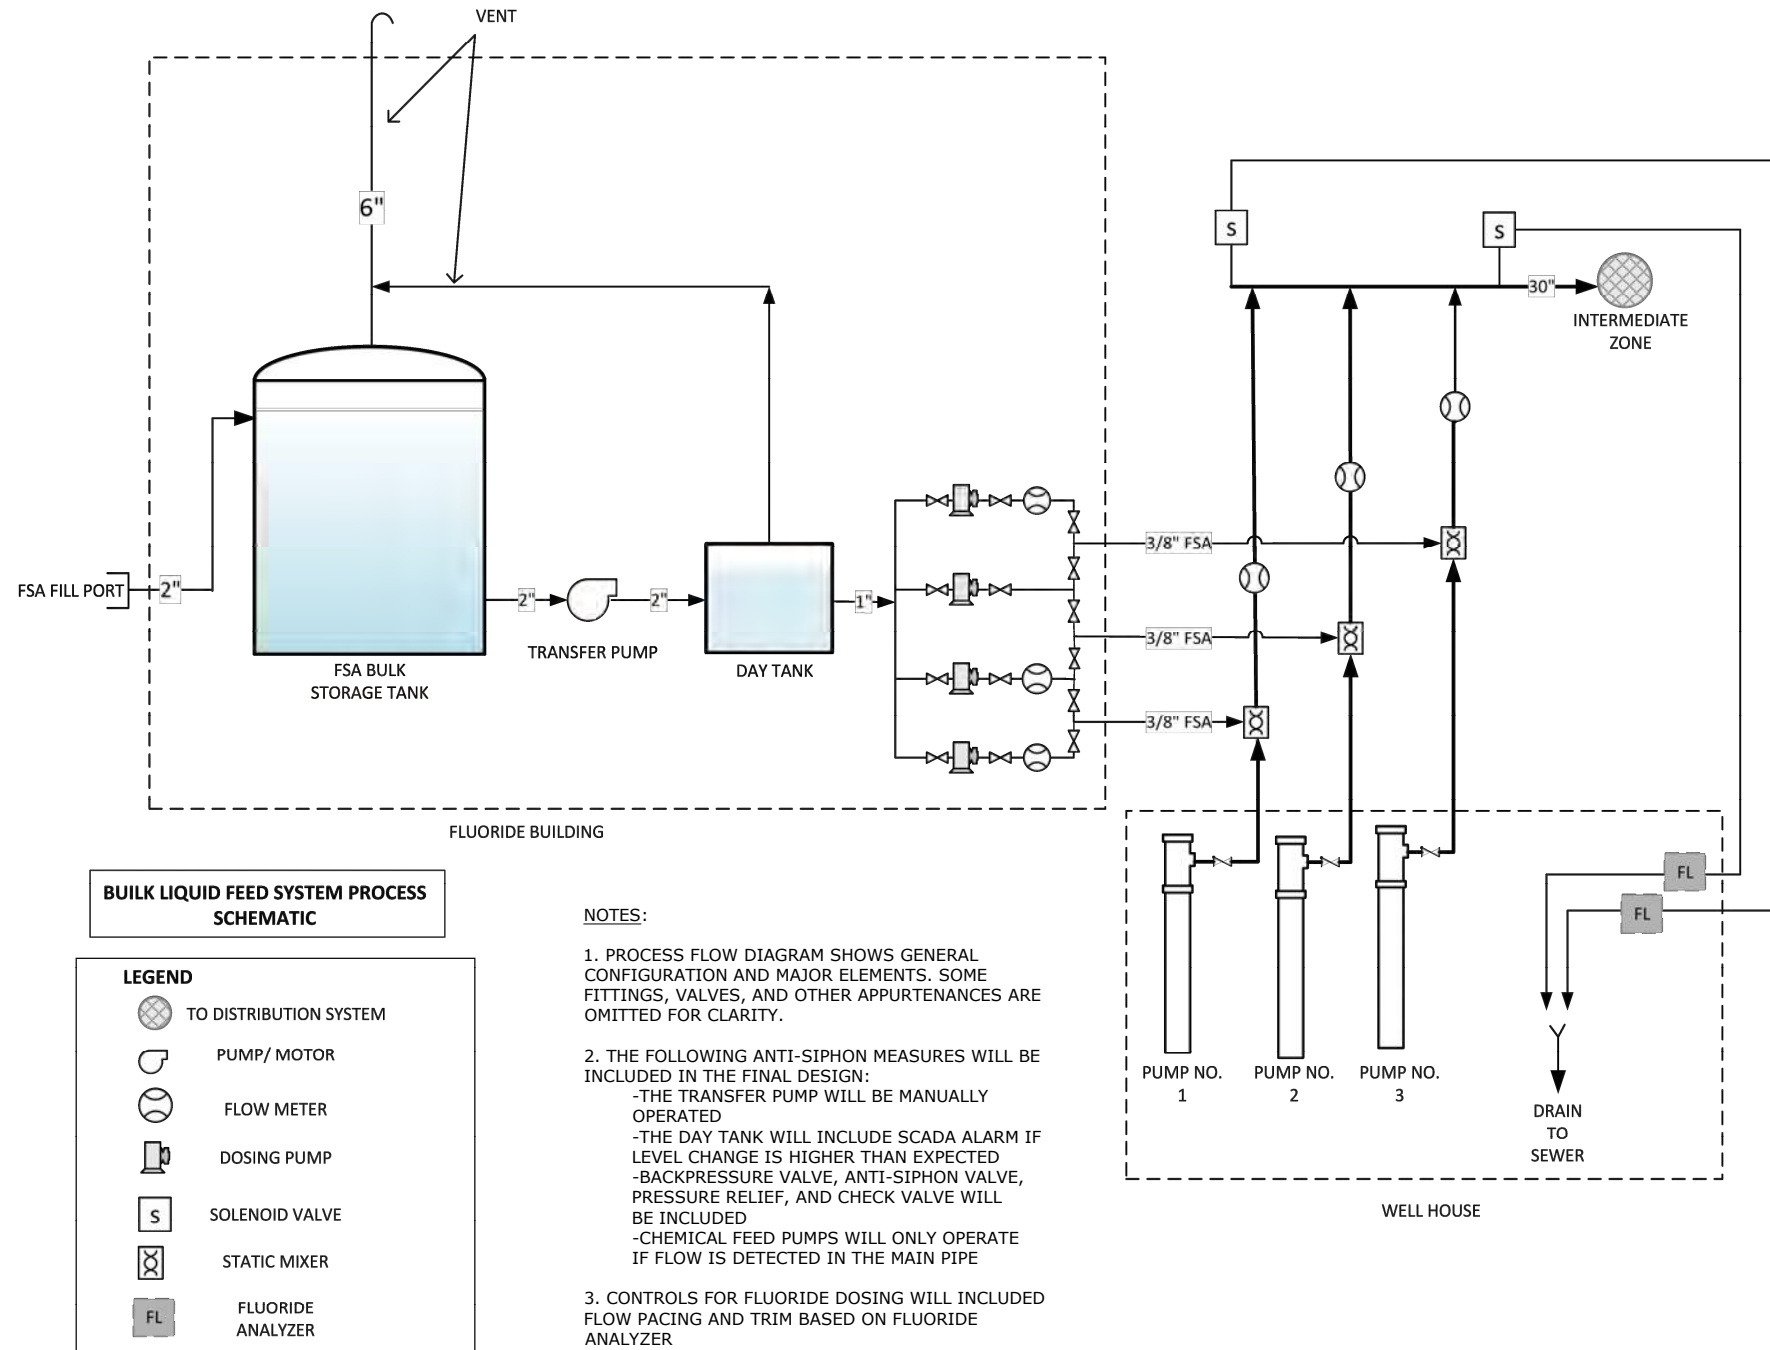 VENT
6"
S
S
30"
INTERMEDIATE
ZONE
FSA FILL PORT
2"
FSA BULK
STORAGE TANK
2"
TRANSFER PUMP
2"
DAY TANK
1"
3/8" FSA
3/8" FSA
3/8" FSA
FLUORIDE BUILDING
FL
FL
PUMP NO.
1
PUMP NO.
2
PUMP NO.
3
DRAIN
TO
SEWER
WELL HOUSE
BUILK LIQUID FEED SYSTEM PROCESS
SCHEMATIC
LEGEND
TO DISTRIBUTION SYSTEM
PUMP/ MOTOR
FLOW METER
DOSING PUMP
S
SOLENOID VALVE
STATIC MIXER
FL
FLUORIDE
ANALYZER
NOTES:
1. PROCESS FLOW DIAGRAM SHOWS GENERAL
CONFIGURATION AND MAJOR ELEMENTS. SOME
FITTINGS, VALVES, AND OTHER APPURTENANCES ARE
OMITTED FOR CLARITY.
2. THE FOLLOWING ANTI-SIPHON MEASURES WILL BE
INCLUDED IN THE FINAL DESIGN:
-THE TRANSFER PUMP WILL BE MANUALLY
OPERATED
-THE DAY TANK WILL INCLUDE SCADA ALARM IF
LEVEL CHANGE IS HIGHER THAN EXPECTED
-BACKPRESSURE VALVE, ANTI-SIPHON VALVE,
PRESSURE RELIEF, AND CHECK VALVE WILL
BE INCLUDED
-CHEMICAL FEED PUMPS WILL ONLY OPERATE
IF FLOW IS DETECTED IN THE MAIN PIPE
3. CONTROLS FOR FLUORIDE DOSING WILL INCLUDED
FLOW PACING AND TRIM BASED ON FLUORIDE
ANALYZER